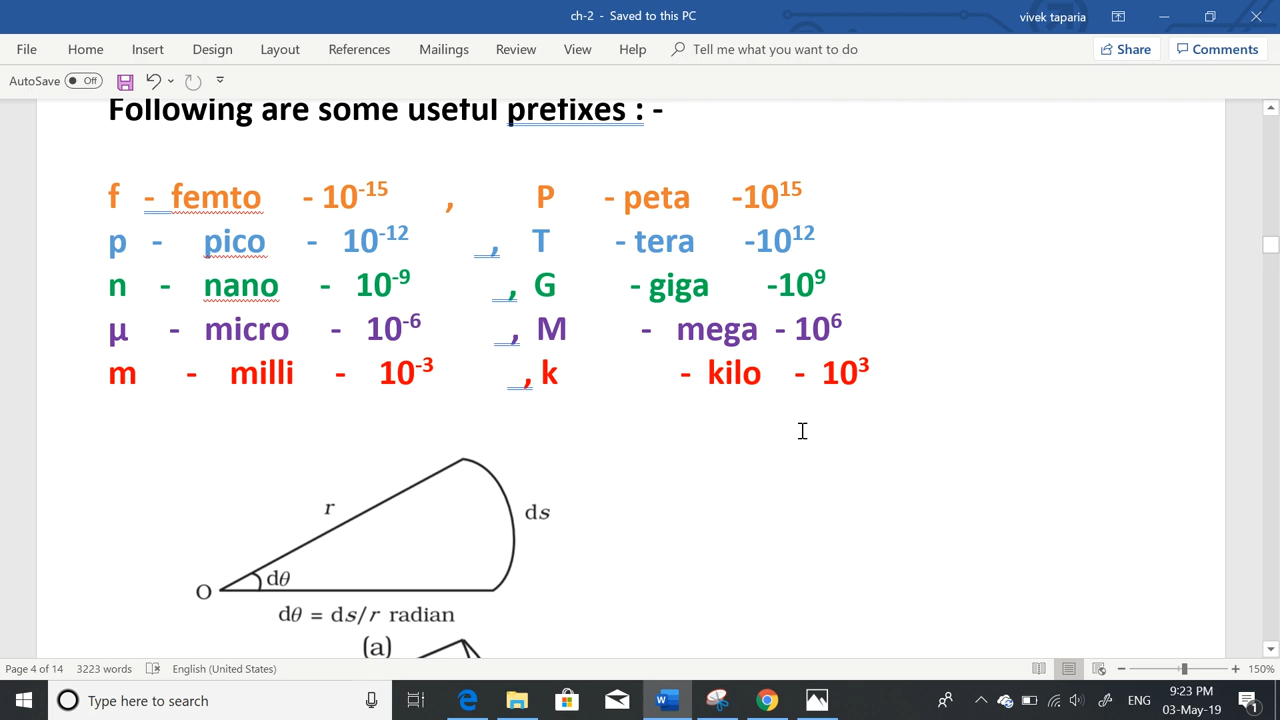 ch-2 - Saved to this PC
vivek taparia
File Home Insert Design Layout References Mailings Review View Help Tell me what you want to do Share Comments
AutoSave Off
Following are some useful prefixes : -
f - femto - 10⁻¹⁵ , P - peta -10¹⁵
p - pico - 10⁻¹² , T - tera -10¹²
n - nano - 10⁻⁹ , G - giga -10⁹
µ - micro - 10⁻⁶ , M - mega - 10⁶
m - milli - 10⁻³ , k - kilo - 10³
r
ds
O
dθ
dθ = ds/r radian
(a)
Page 4 of 14 3223 words English (United States) 150%
Type here to search
ENG
9:23 PM
03-May-19
1